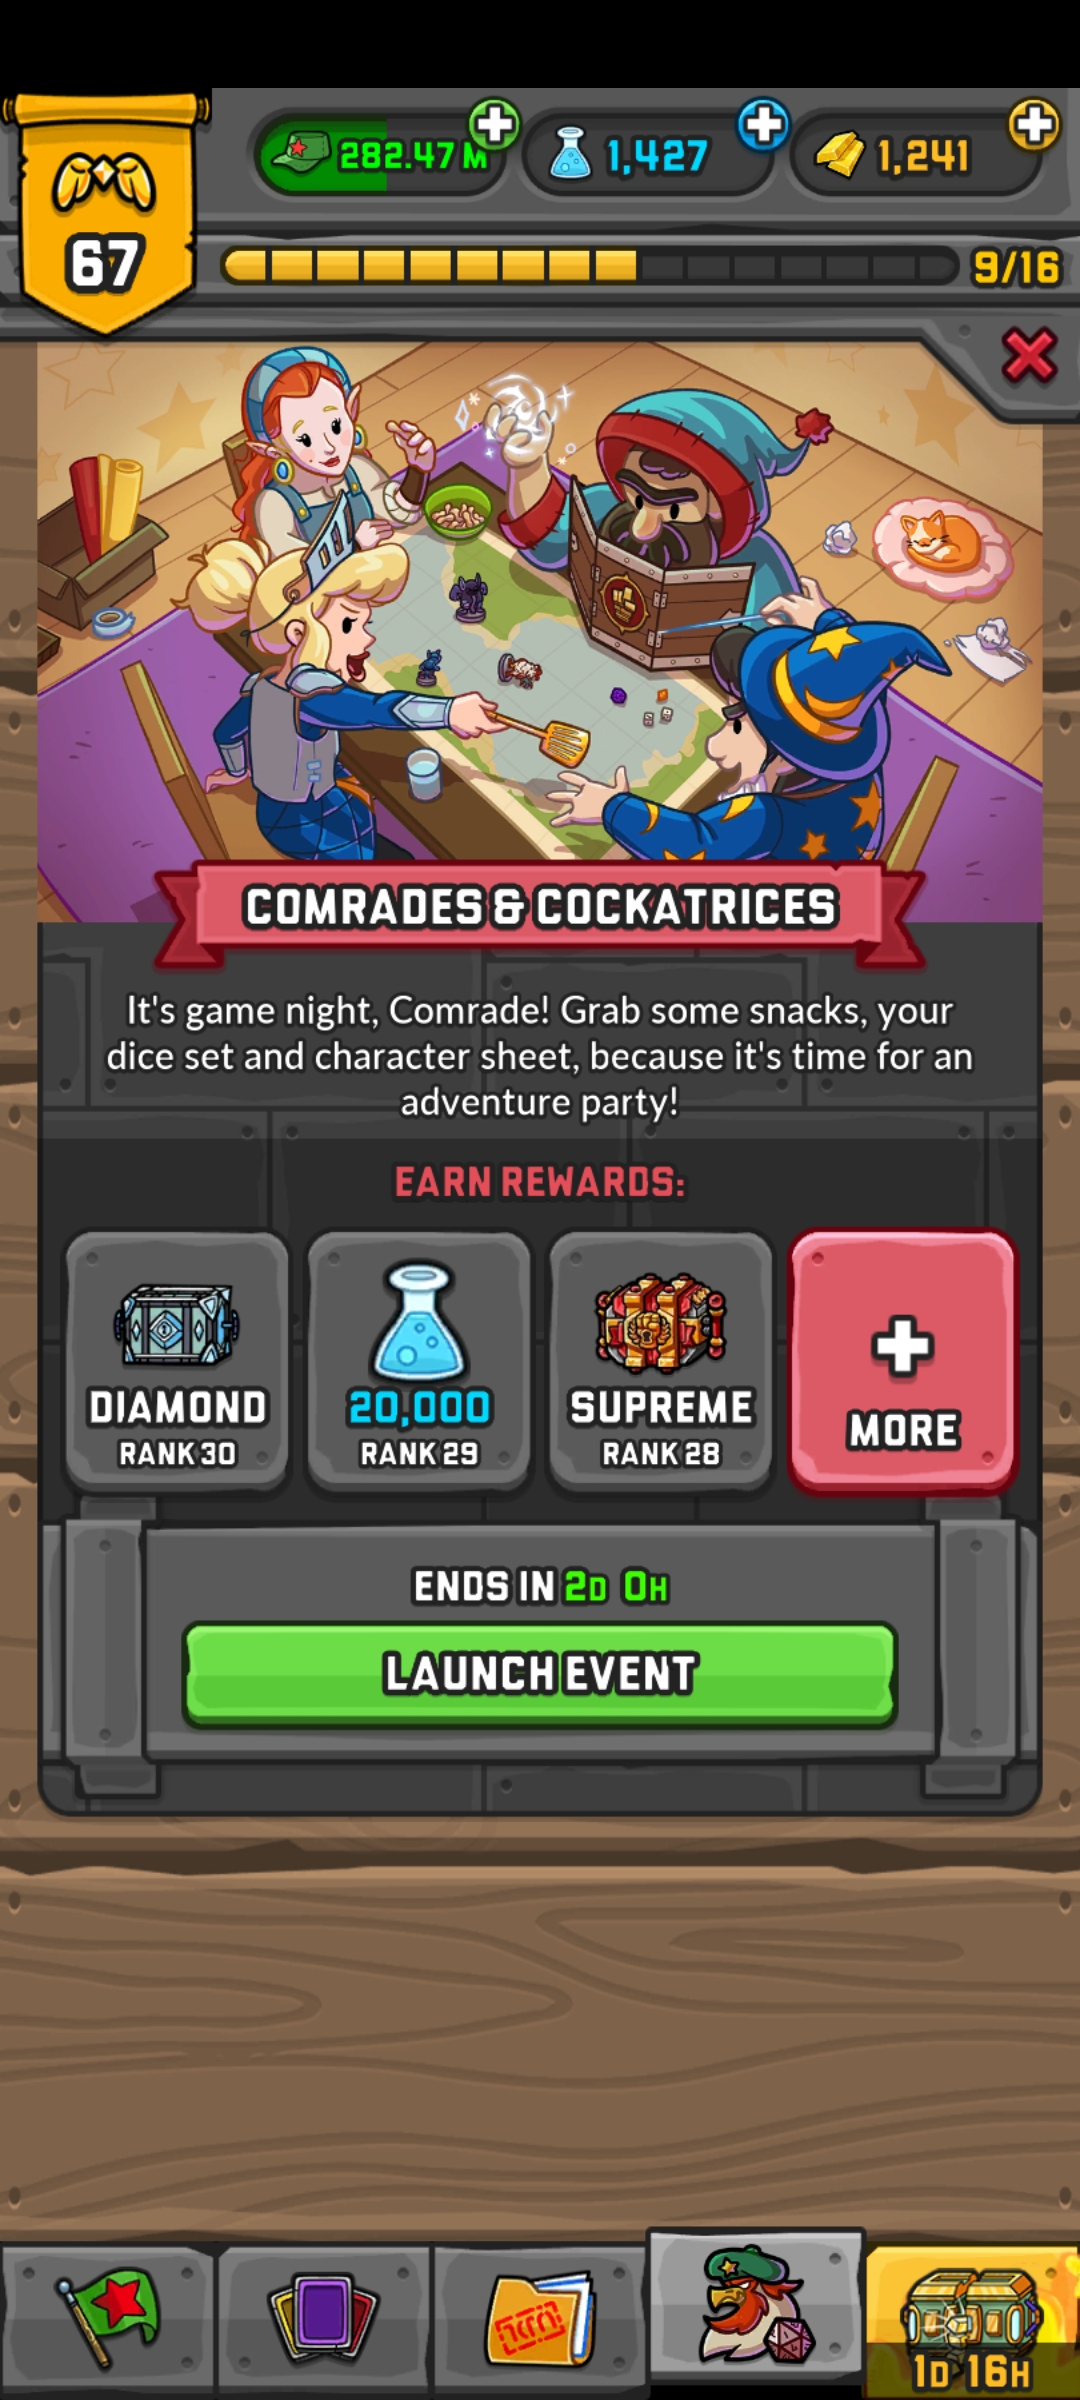 282.47 M
1,427
1,241
67
9/16
COMRADES & COCKATRICES
It's game night, Comrade! Grab some snacks, your
dice set and character sheet, because it's time for an
adventure party!
EARN REWARDS:
DIAMOND
RANK 30
20,000
RANK 29
SUPREME
RANK 28
MORE
ENDS IN 2D 0H
LAUNCH EVENT
1D 16H